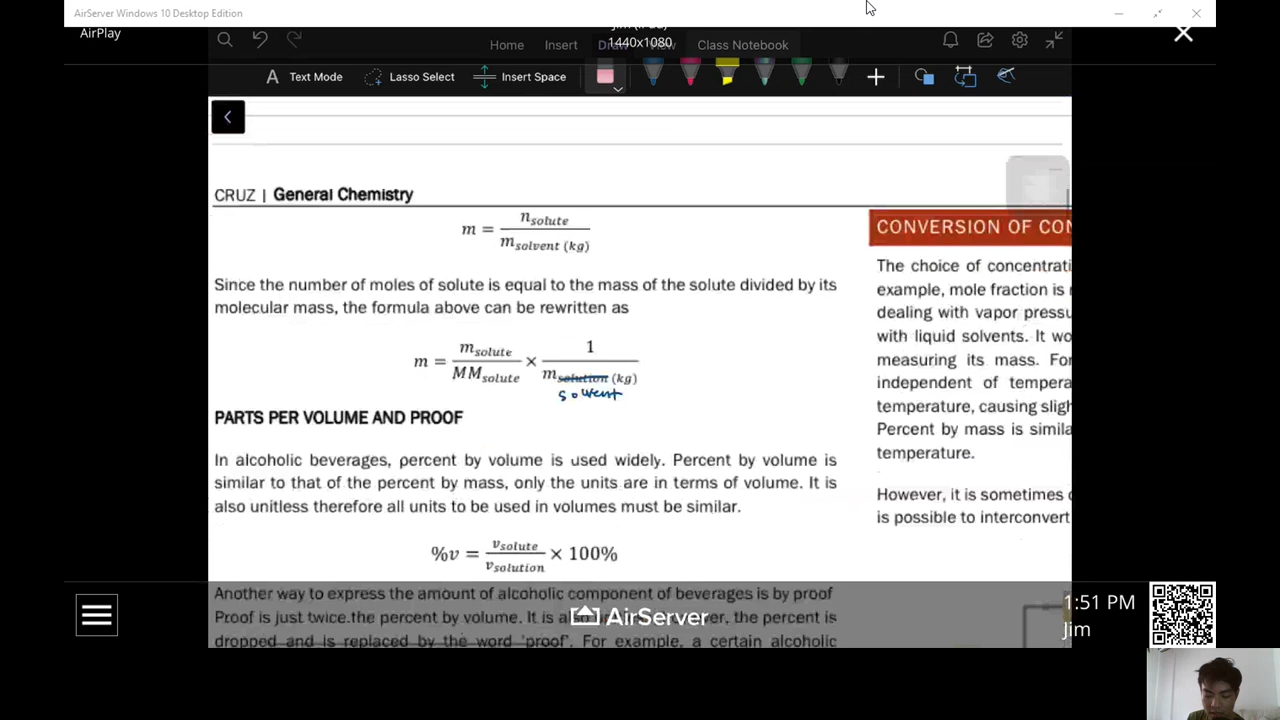 AirServer Windows 10 Desktop Edition
AirPlay
1440x1080
Home Insert Draw View Class Notebook
Text Mode Lasso Select Insert Space
CRUZ | General Chemistry
m = n_solute / m_solvent (kg)
Since the number of moles of solute is equal to the mass of the solute divided by its
molecular mass, the formula above can be rewritten as
m = m_solute / MM_solute × 1 / m_solution (kg)
solvent
PARTS PER VOLUME AND PROOF
In alcoholic beverages, percent by volume is used widely. Percent by volume is
similar to that of the percent by mass, only the units are in terms of volume. It is
also unitless therefore all units to be used in volumes must be similar.
%v = v_solute / v_solution × 100%
Another way to express the amount of alcoholic component of beverages is by proof
Proof is just twice the percent by volume. It is the percent is
dropped and is replaced by the word 'proof'. For example, a certain alcoholic
CONVERSION OF CON
The choice of concentrati
example, mole fraction is
dealing with vapor pressu
with liquid solvents. It wo
measuring its mass. For
independent of tempera
temperature, causing sligh
Percent by mass is simila
temperature.
However, it is sometimes
is possible to interconvert
AirServer
1:51 PM
Jim